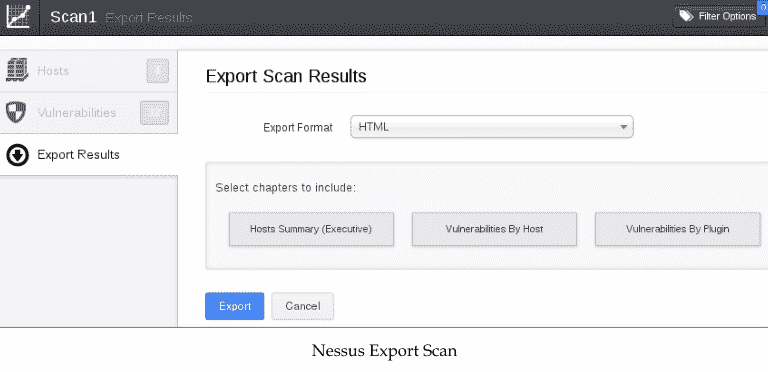 Scan1 Export Results
Filter Options
0
Hosts
Vulnerabilities
Export Results
Export Scan Results
Export Format HTML
Select chapters to include:
Hosts Summary (Executive) Vulnerabilities By Host Vulnerabilities By Plugin
Export Cancel
Nessus Export Scan